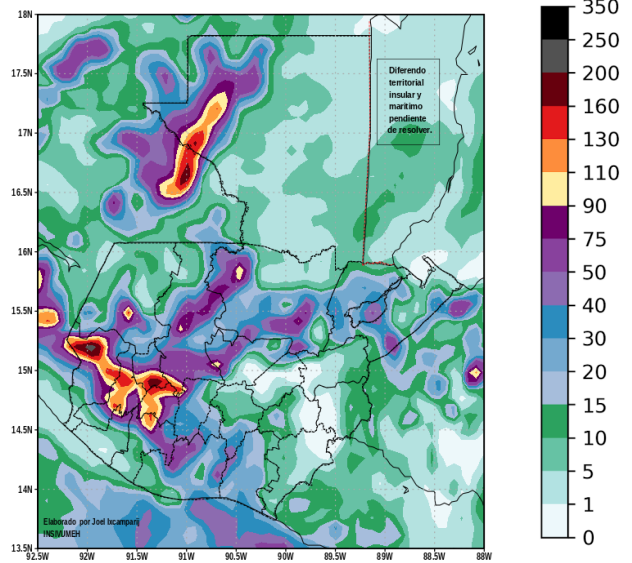 18N
17.5N
17N
16.5N
16N
15.5N
15N
14.5N
14N
13.5N
92.5W
92W
91.5W
91W
90.5W
90W
89.5W
89W
88.5W
88W
Diferendo
territorial
insular y
marítimo
pendiente
de resolver.
Elaborado por Joel Ixcamparij
INSIVUMEH
350
250
200
160
130
110
90
75
50
40
30
20
15
10
5
1
0